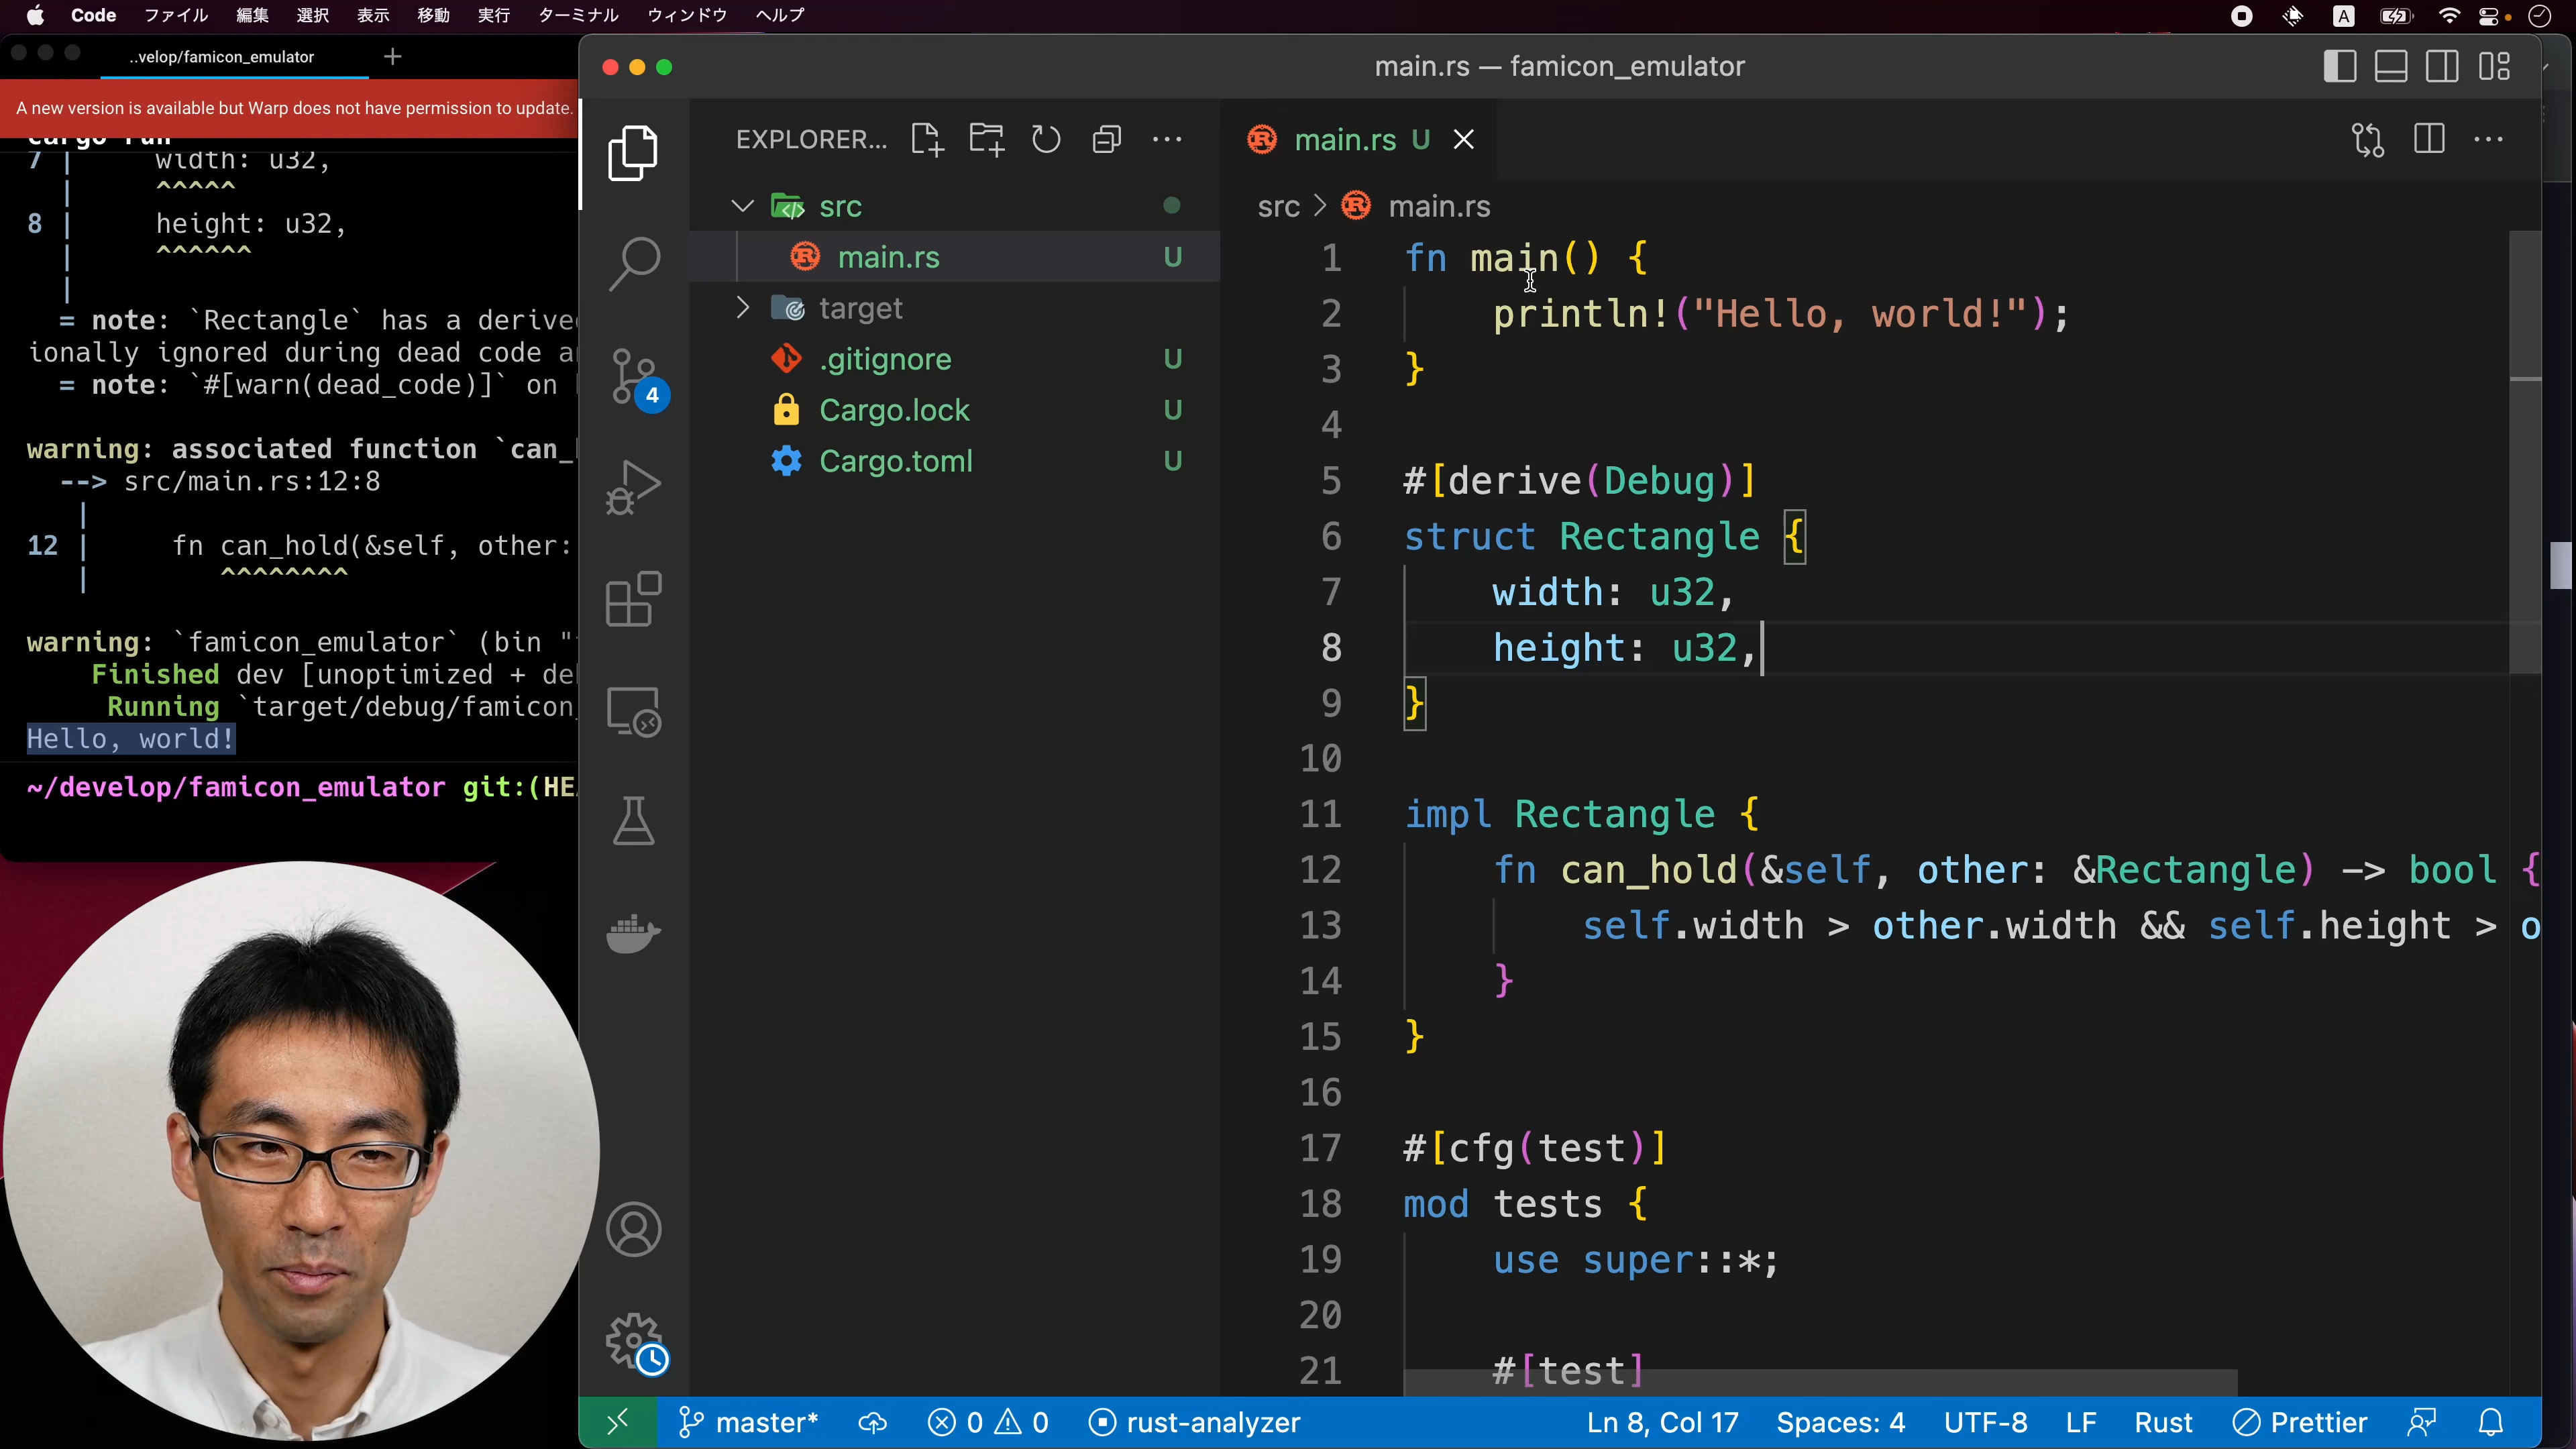 Code ファイル 編集 選択 表示 移動 実行 ターミナル ウィンドウ ヘルプ
A
..velop/famicon_emulator
A new version is available but Warp does not have permission to update.
cargo run
7 | width: u32,
| ^^^^^
8 | height: u32,
| ^^^^^^
|
= note: `Rectangle` has a derive
ionally ignored during dead code a
= note: `#[warn(dead_code)]` on
warning: associated function `can_
--> src/main.rs:12:8
|
12 | fn can_hold(&self, other:
| ^^^^^^^^
warning: `famicon_emulator` (bin "
Finished dev [unoptimized + de
Running `target/debug/famicon_
Hello, world!
~/develop/famicon_emulator git:(HE
main.rs — famicon_emulator
EXPLORER...
src
main.rs U
target
.gitignore U
Cargo.lock U
Cargo.toml U
4
main.rs U
src > main.rs
1 fn main() {
2 println!("Hello, world!");
3 }
4
5 #[derive(Debug)]
6 struct Rectangle {
7 width: u32,
8 height: u32,
9 }
10
11 impl Rectangle {
12 fn can_hold(&self, other: &Rectangle) -> bool {
13 self.width > other.width && self.height > o
14 }
15 }
16
17 #[cfg(test)]
18 mod tests {
19 use super::*;
20
21 #[test]
master* 0 0 rust-analyzer Ln 8, Col 17 Spaces: 4 UTF-8 LF Rust Prettier